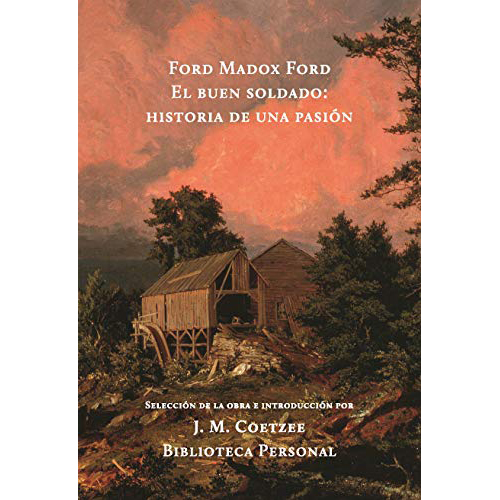 Ford Madox Ford
El buen soldado:
historia de una pasión
Selección de la obra e introducción por
J. M. Coetzee
Biblioteca Personal